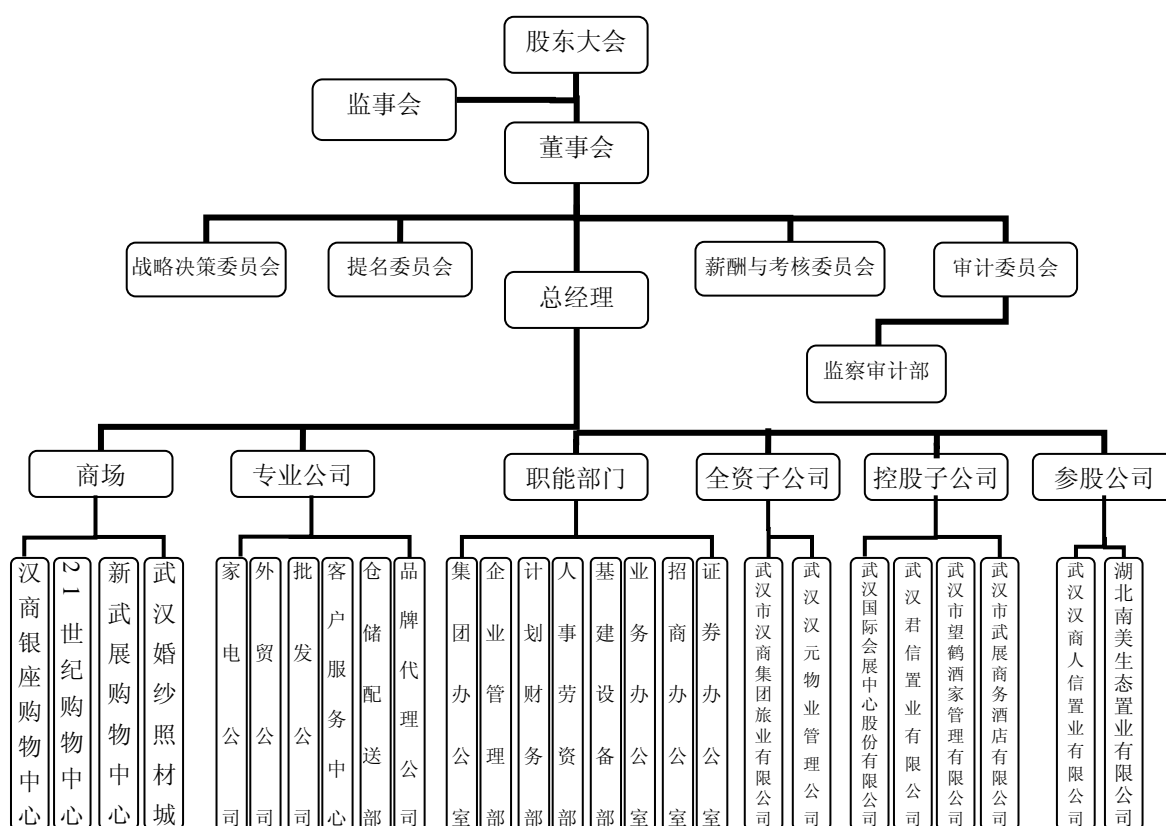 股东大会
监事会
董事会
战略决策委员会
提名委员会
薪酬与考核委员会
审计委员会
总经理
监察审计部
商场
专业公司
职能部门
全资子公司
控股子公司
参股公司
汉商银座购物中心
21世纪购物中心
新武展购物中心
武汉婚纱照材城
家电公司
外贸公司
批发公司
客户服务中心
仓储配送部
品牌代理公司
集团办公室
企业管理部
计划财务部
人事劳资部
基建设备部
业务办公室
招商办公室
证券办公室
武汉市汉商集团旅业有限公司
武汉汉元物业管理公司
武汉国际会展中心股份有限公司
武汉君信置业有限公司
武汉市望鹤酒家管理有限公司
武汉市武展商务酒店有限公司
武汉汉商人信置业有限公司
湖北南美生态置业有限公司